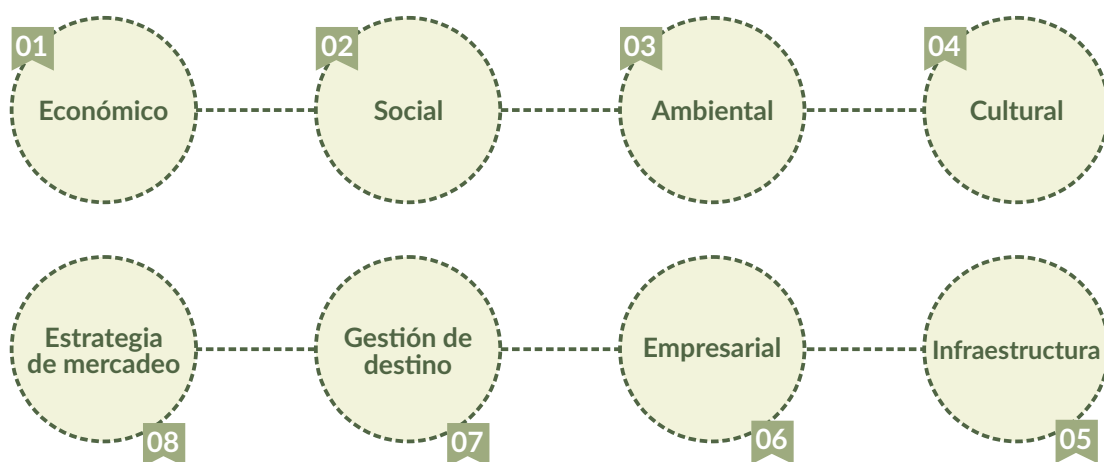 01
Económico
02
Social
03
Ambiental
04
Cultural
Estrategia
de mercadeo
08
Gestión de
destino
07
Empresarial
06
Infraestructura
05